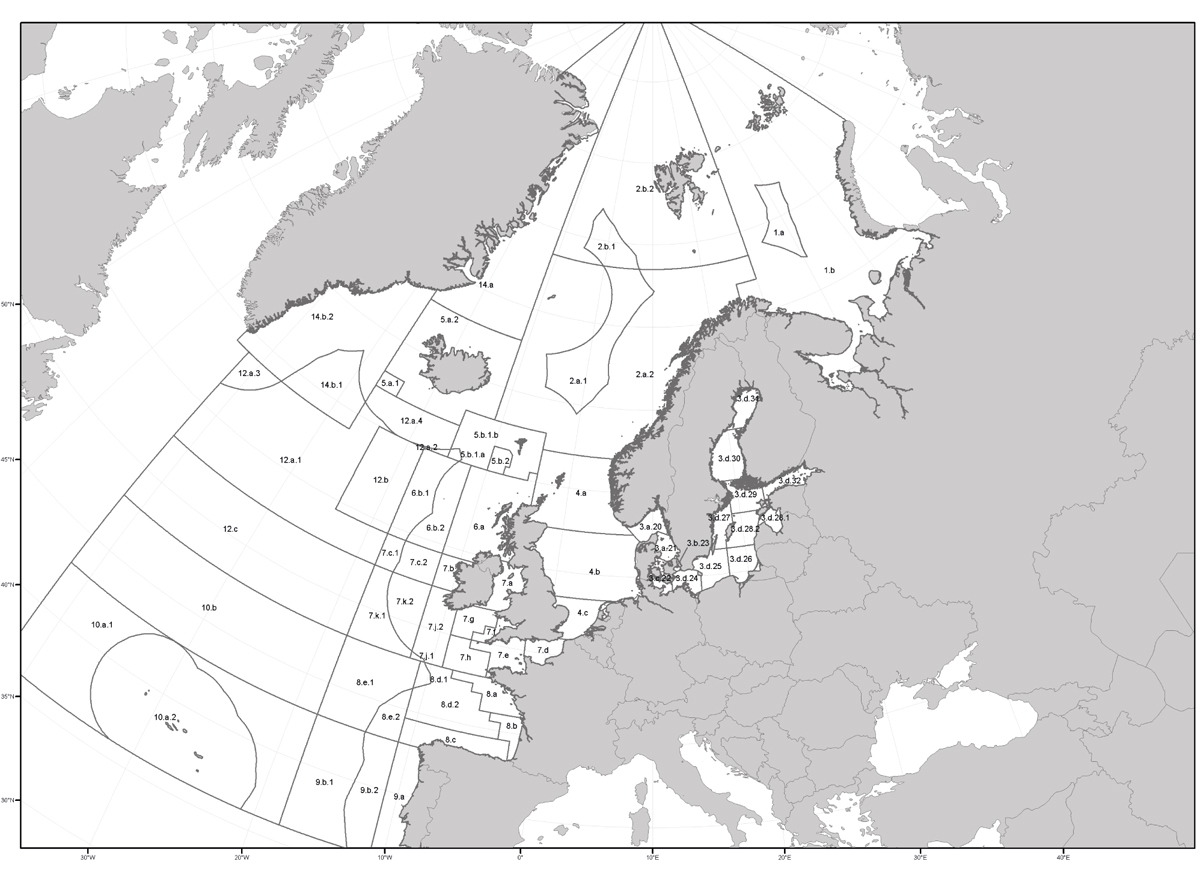 2.b.2
1.a
2.b.1
1.b
14.a
50°N
14.b.2
5.a.2
12.a.3
14.b.1
5.a.1
2.a.1
2.a.2
3.d.31
12.a.4
5.b.1.b
12.a.2
5.b.1.a
5.b.2
45°N
12.a.1
3.d.30
12.b
3.d.32
6.b.1
4.a
3.d.29
3.d.27
3.d.28.1
12.c
6.b.2
6.a
3.a.20
3.d.28.2
7.c.1
3.b.23
3.a.21
7.c.2
7.b
4.b
3.d.25
3.d.26
40°N
7.a
3.c.22
3.d.24
10.b
7.k.2
7.k.1
4.c
10.a.1
7.j.2
7.g
7.f
7.j.1
7.h
7.e
7.d
8.e.1
8.d.1
35°N
8.a
8.d.2
10.a.2
8.e.2
8.b
8.c
9.b.1
9.b.2
9.a
30°N
30°W
20°W
10°W
0°
10°E
20°E
30°E
40°E